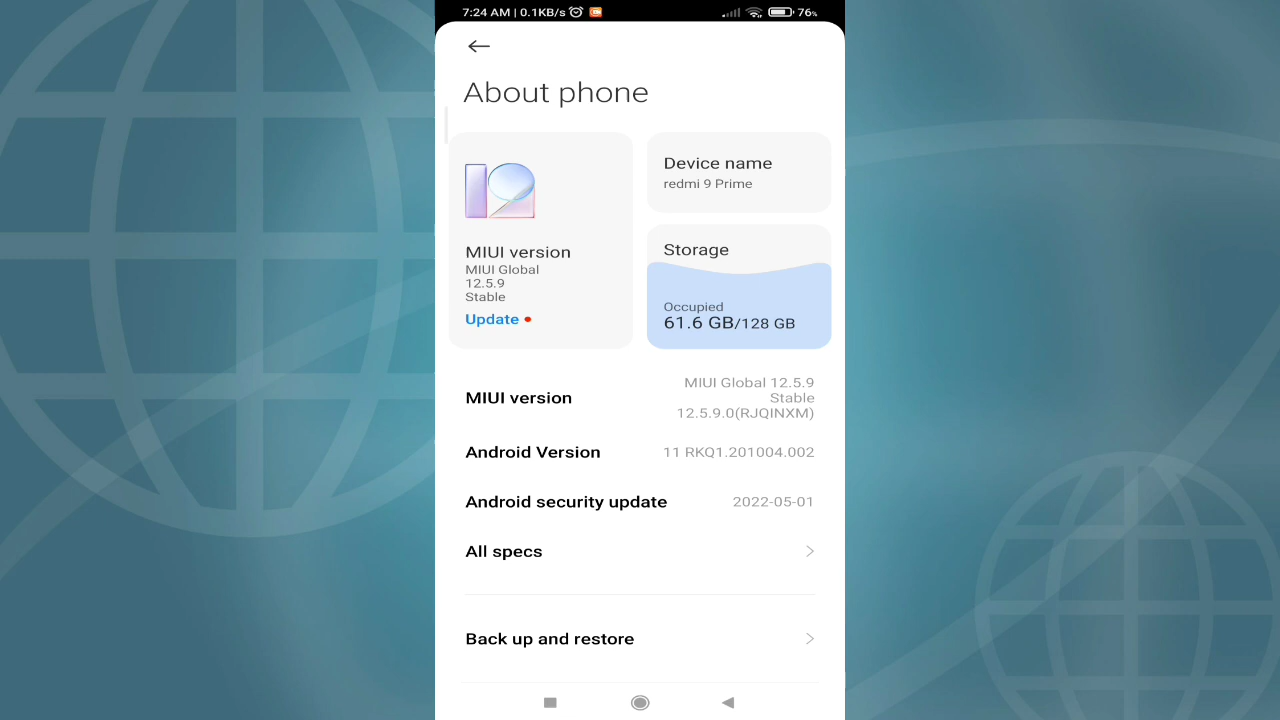 7:24 AM | 0.1KB/s
76%
About phone
MIUI version
MIUI Global
12.5.9
Stable
Update
Device name
redmi 9 Prime
Storage
Occupied
61.6 GB/128 GB
MIUI version
MIUI Global 12.5.9
Stable
12.5.9.0(RJQINXM)
Android Version
11 RKQ1.201004.002
Android security update
2022-05-01
All specs
Back up and restore